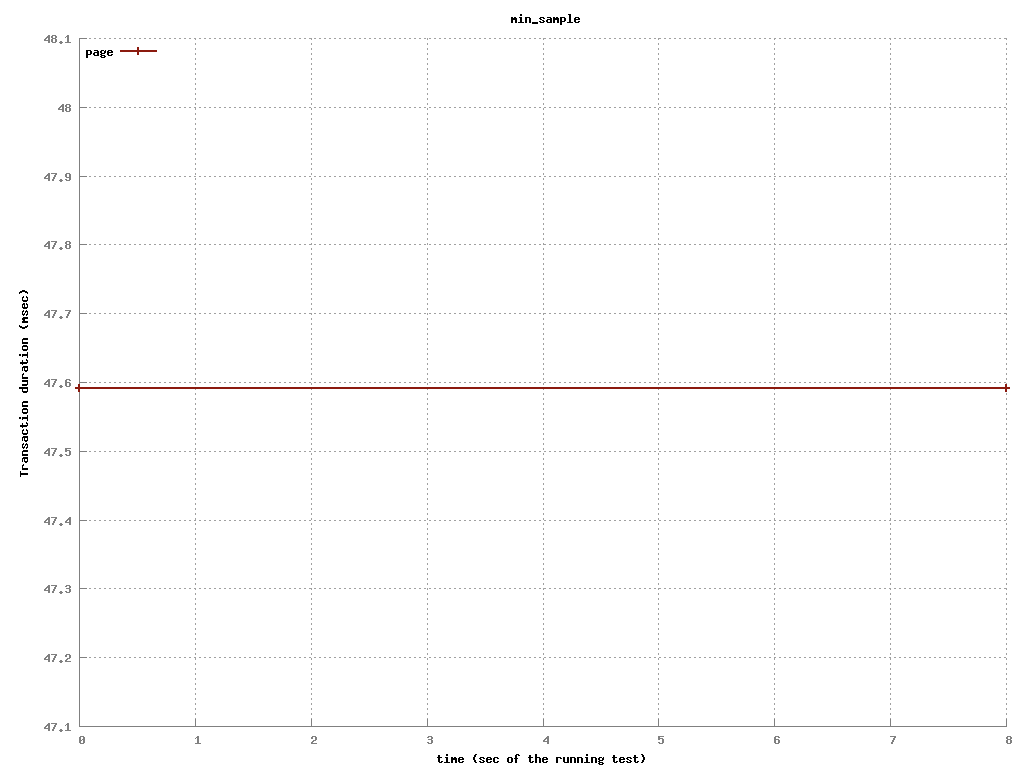 min_sample
page
48.1
48
47.9
47.8
47.7
47.6
47.5
47.4
47.3
47.2
47.1
Transaction duration (msec)
0 1 2 3 4 5 6 7 8
time (sec of the running test)